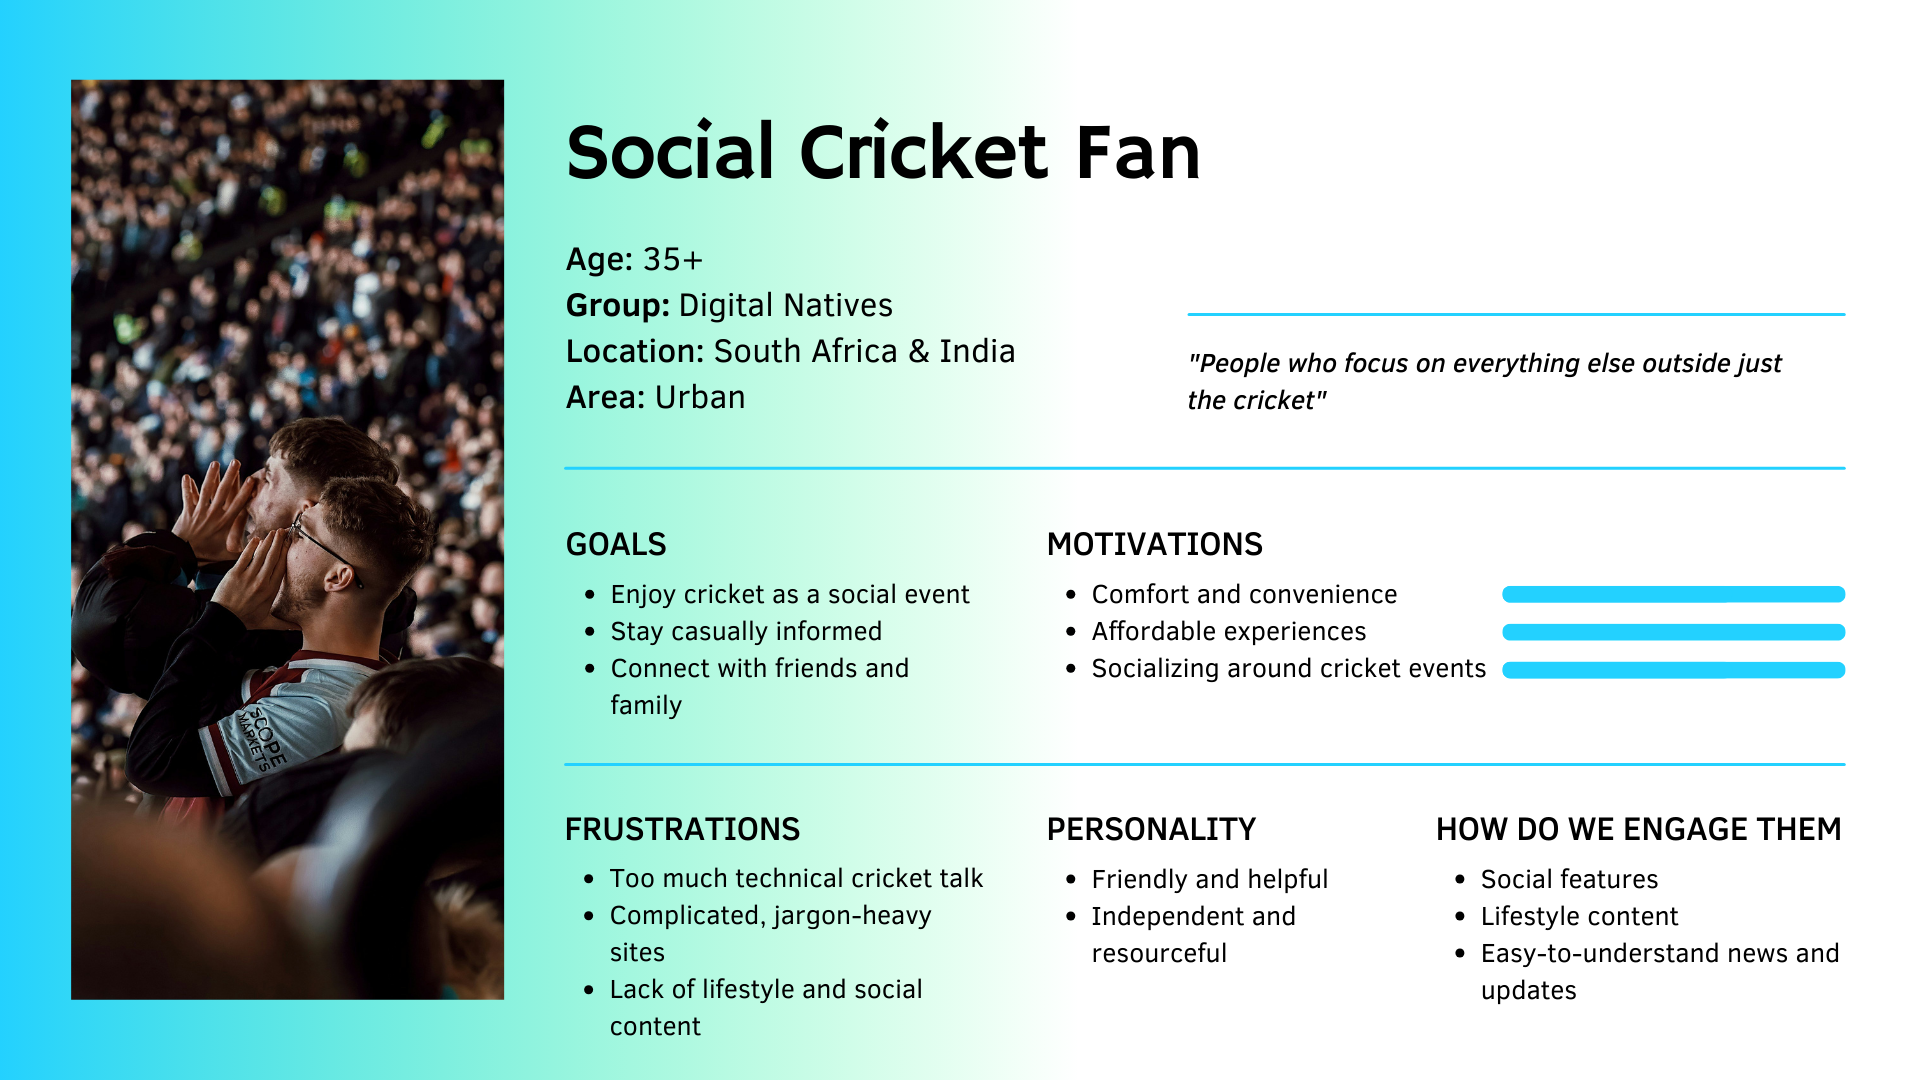 Social Cricket Fan
Age: 35+
Group: Digital Natives
Location: South Africa & India
Area: Urban
"People who focus on everything else outside just
the cricket"
GOALS
• Enjoy cricket as a social event
• Stay casually informed
• Connect with friends and
family
MOTIVATIONS
• Comfort and convenience
• Affordable experiences
• Socializing around cricket events
FRUSTRATIONS
• Too much technical cricket talk
• Complicated, jargon-heavy
sites
• Lack of lifestyle and social
content
PERSONALITY
• Friendly and helpful
• Independent and
resourceful
HOW DO WE ENGAGE THEM
• Social features
• Lifestyle content
• Easy-to-understand news and
updates
SCOPE
MARKETS